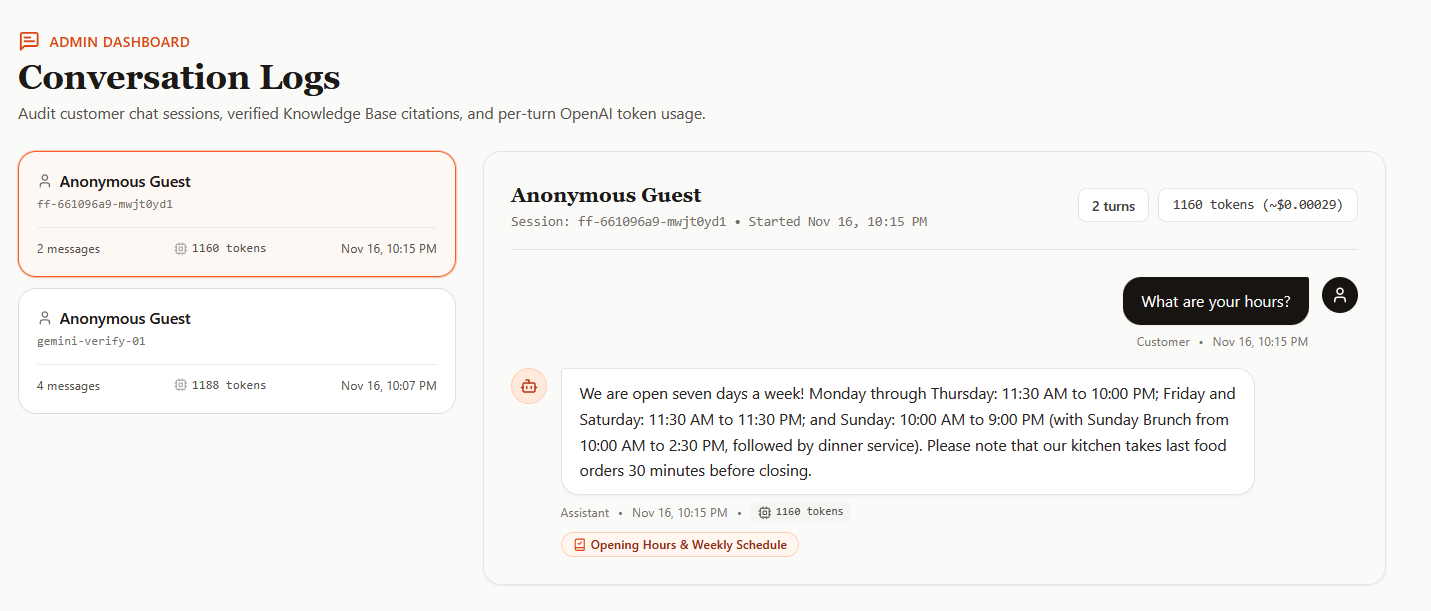 ADMIN DASHBOARD
Conversation Logs
Audit customer chat sessions, verified Knowledge Base citations, and per-turn OpenAI token usage.
Anonymous Guest
ff-661096a9-mwjt0yd1
2 messages
1160 tokens
Nov 16, 10:15 PM
Anonymous Guest
gemini-verify-01
4 messages
1188 tokens
Nov 16, 10:07 PM
Anonymous Guest
Session: ff-661096a9-mwjt0yd1 • Started Nov 16, 10:15 PM
2 turns
1160 tokens (~$0.00029)
What are your hours?
Customer • Nov 16, 10:15 PM
We are open seven days a week! Monday through Thursday: 11:30 AM to 10:00 PM; Friday and
Saturday: 11:30 AM to 11:30 PM; and Sunday: 10:00 AM to 9:00 PM (with Sunday Brunch from
10:00 AM to 2:30 PM, followed by dinner service). Please note that our kitchen takes last food
orders 30 minutes before closing.
Assistant • Nov 16, 10:15 PM • 1160 tokens
Opening Hours & Weekly Schedule